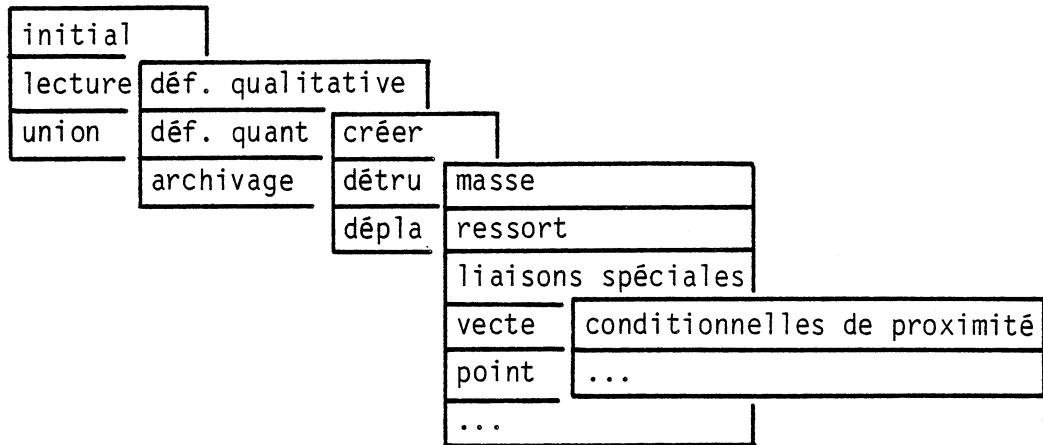 initial
lecture
union
déf. qualitative
déf. quant
archivage
créer
détru
dépla
masse
ressort
liaisons spéciales
vecte
point
...
conditionnelles de proximité
...